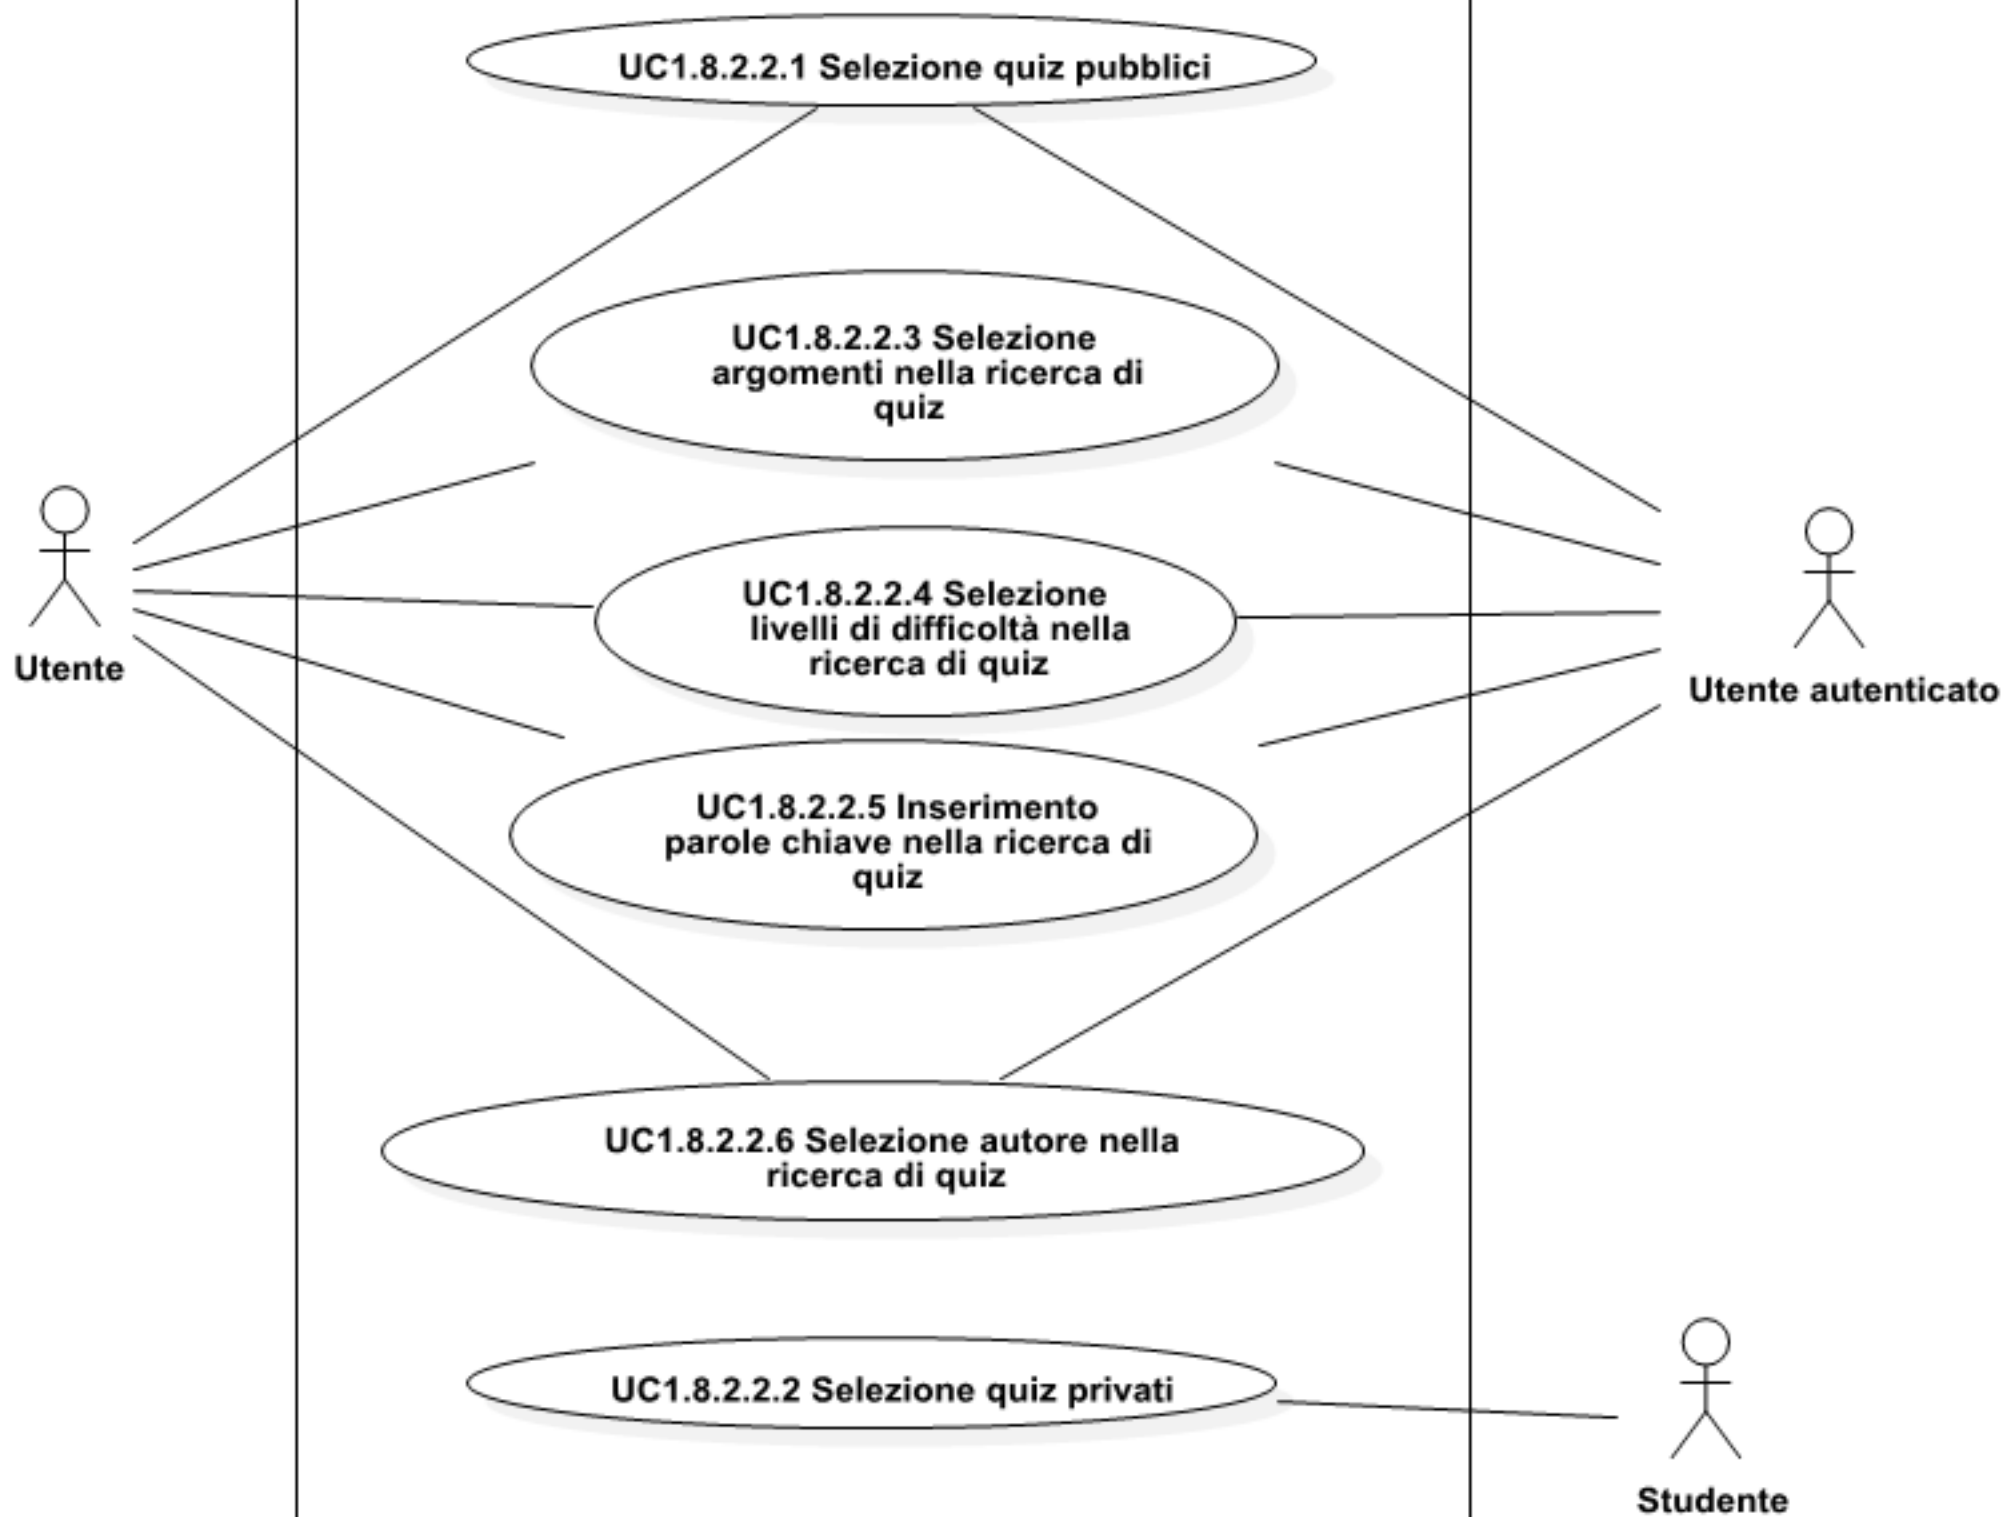 UC1.8.2.2.1 Selezione quiz pubblici
UC1.8.2.2.3 Selezione
argomenti nella ricerca di
quiz
Utente
UC1.8.2.2.4 Selezione
livelli di difficoltà nella
ricerca di quiz
Utente autenticato
UC1.8.2.2.5 Inserimento
parole chiave nella ricerca di
quiz
UC1.8.2.2.6 Selezione autore nella
ricerca di quiz
UC1.8.2.2.2 Selezione quiz privati
Studente